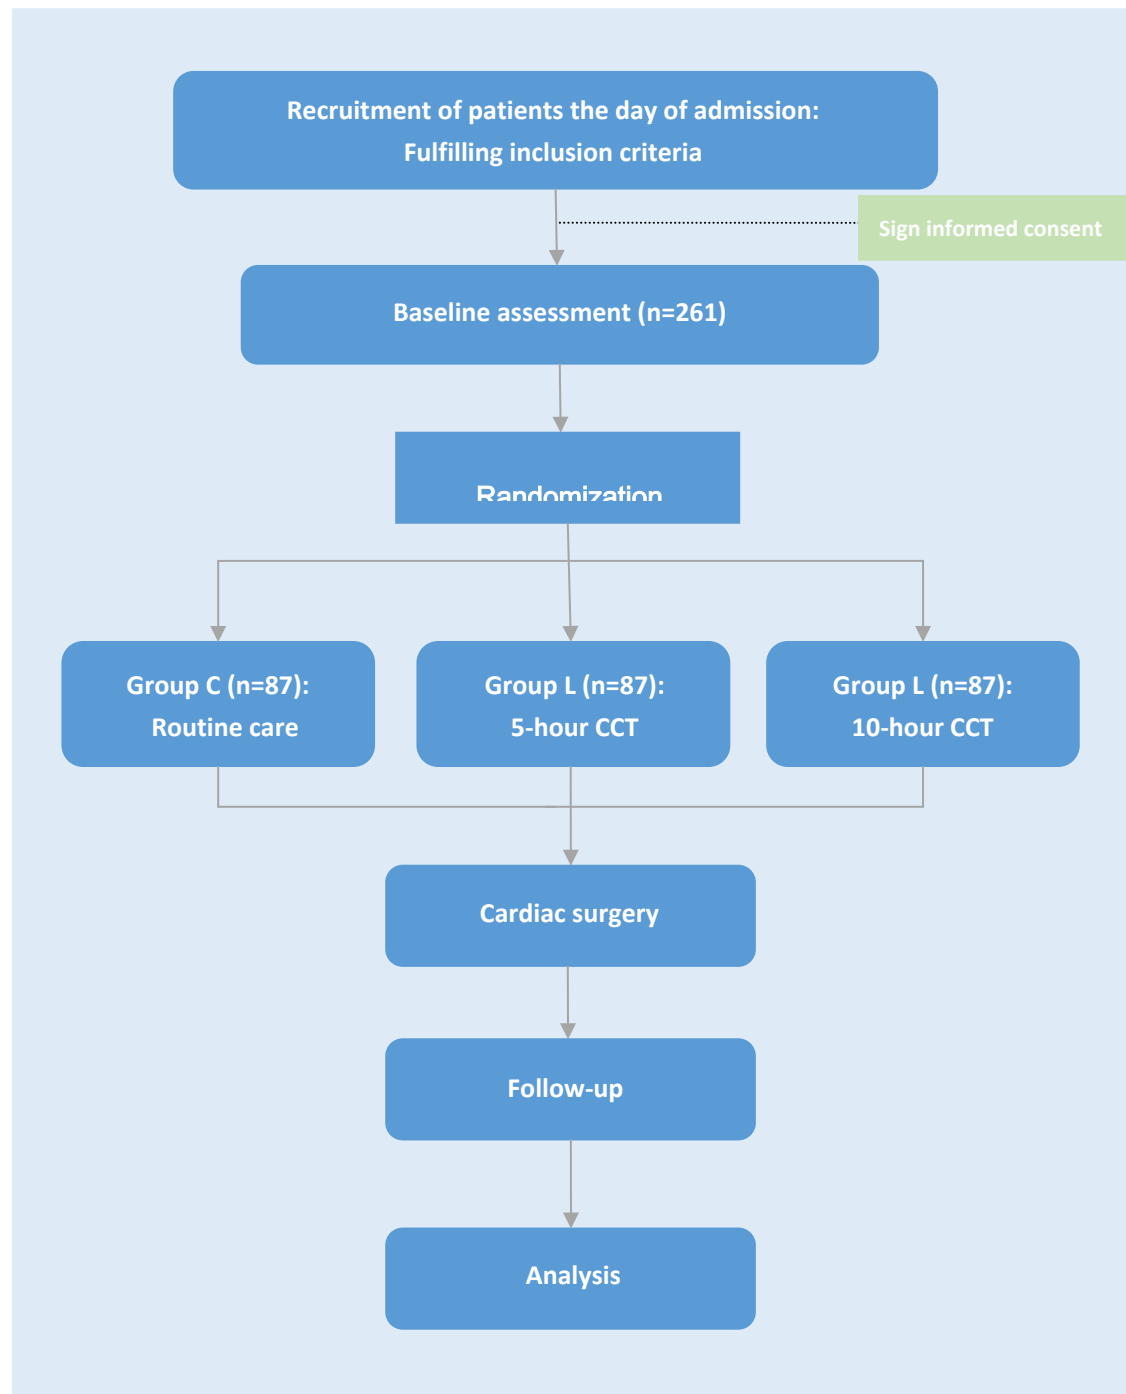 Recruitment of patients the day of admission:
Fulfilling inclusion criteria
Sign informed consent
Baseline assessment (n=261)
Randomization
Group C (n=87):
Routine care
Group L (n=87):
5-hour CCT
Group L (n=87):
10-hour CCT
Cardiac surgery
Follow-up
Analysis